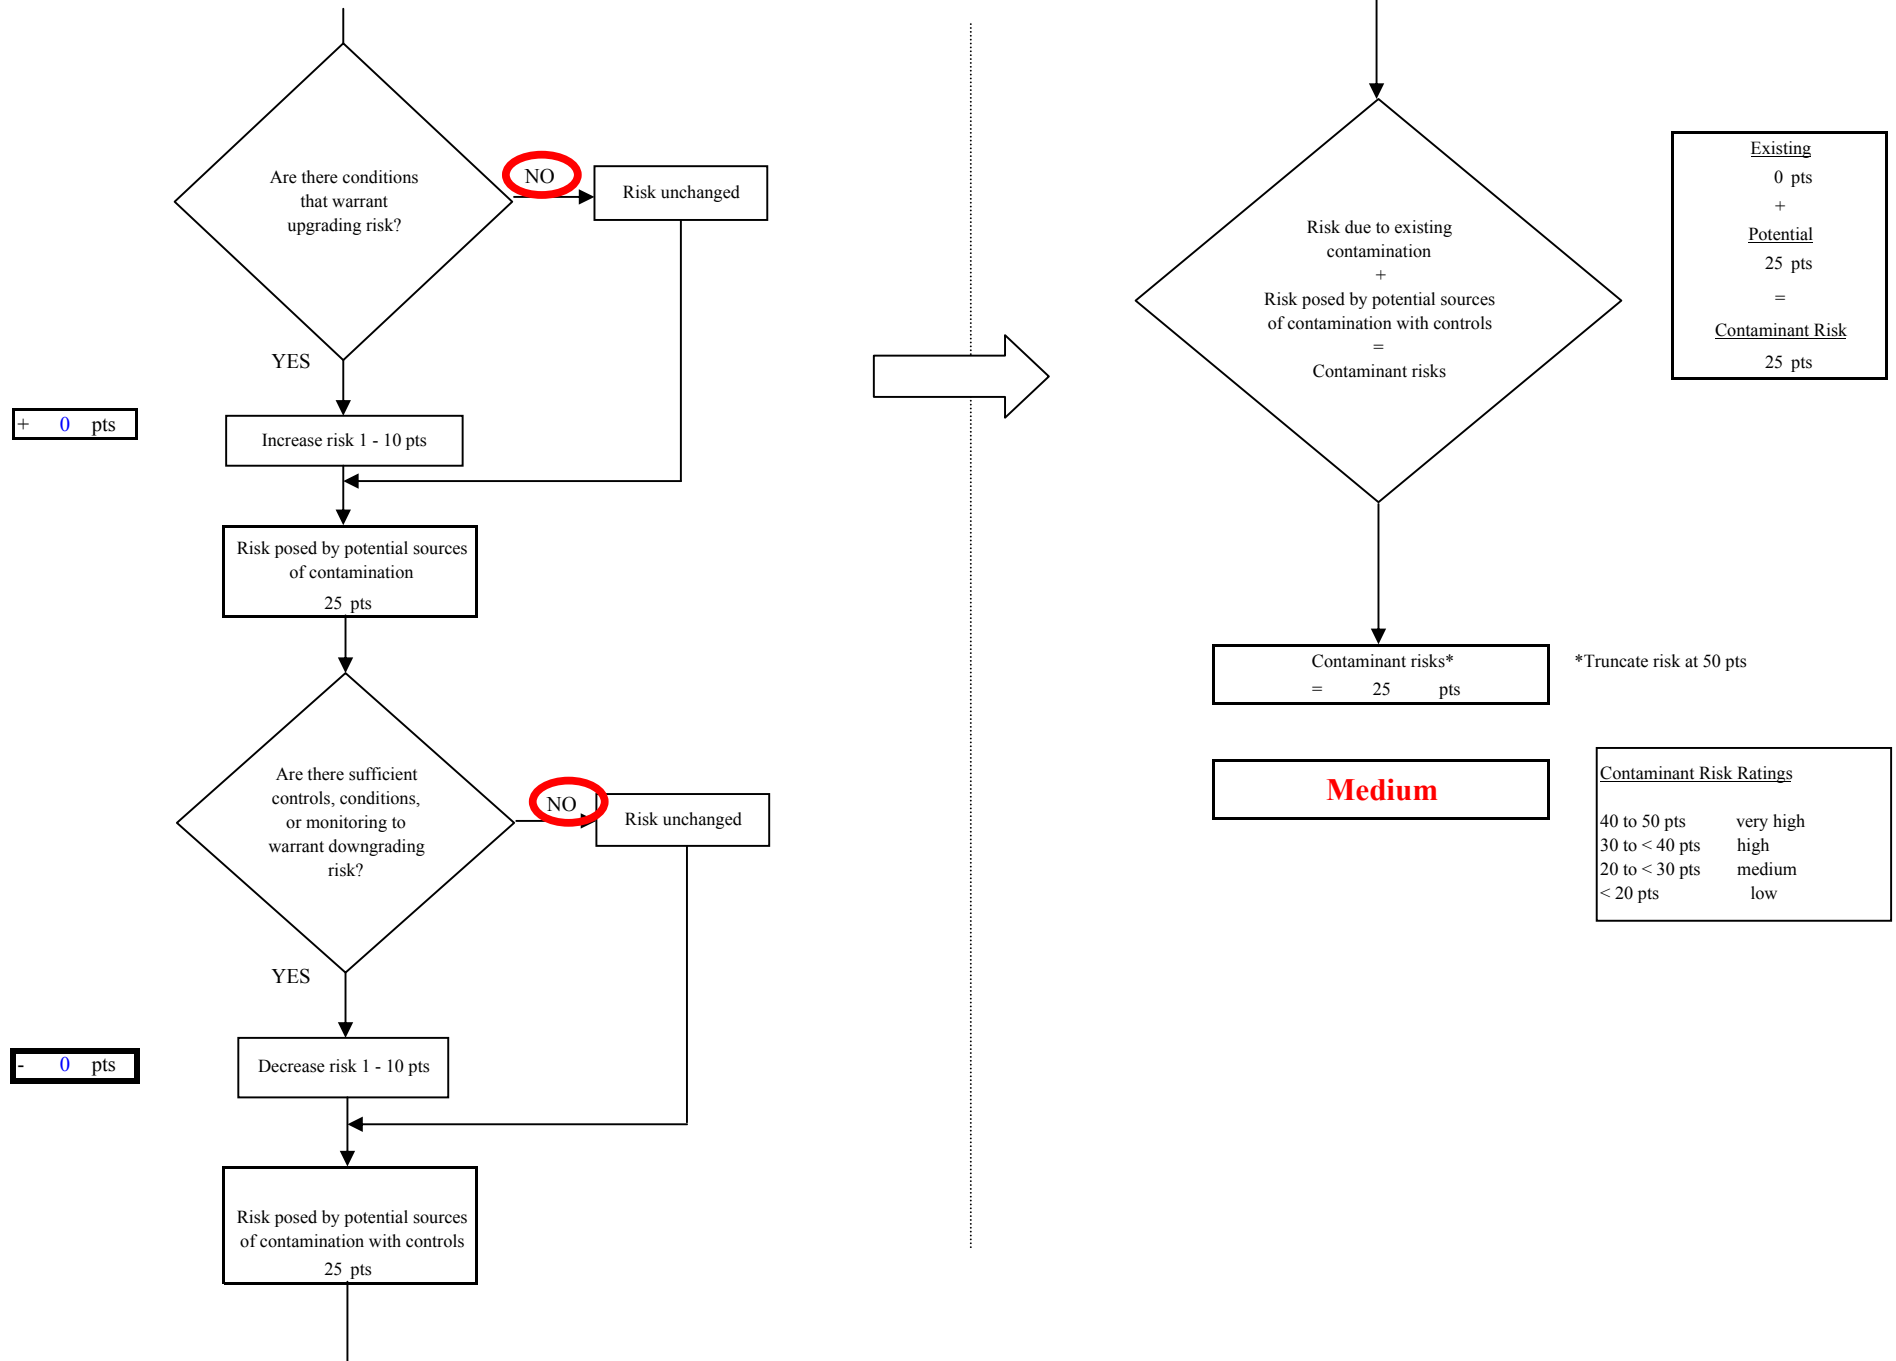 Are there conditions
that warrant
upgrading risk?
NO
Risk unchanged
YES
+ 0 pts
Increase risk 1 - 10 pts
Risk posed by potential sources
of contamination
25 pts
Are there sufficient
controls, conditions,
or monitoring to
warrant downgrading
risk?
NO
Risk unchanged
YES
- 0 pts
Decrease risk 1 - 10 pts
Risk posed by potential sources
of contamination with controls
25 pts
Risk due to existing
contamination
+
Risk posed by potential sources
of contamination with controls
=
Contaminant risks
Existing
0 pts
+
Potential
25 pts
=
Contaminant Risk
25 pts
Contaminant risks*
= 25 pts
*Truncate risk at 50 pts
Medium
Contaminant Risk Ratings
40 to 50 pts very high
30 to < 40 pts high
20 to < 30 pts medium
< 20 pts low